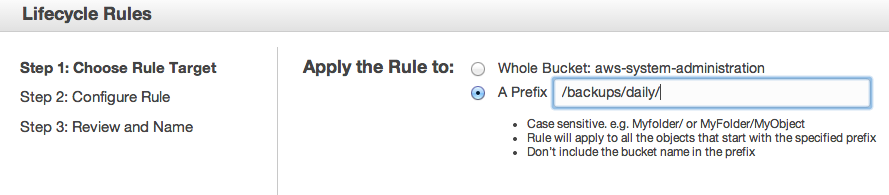 Lifecycle Rules
Step 1: Choose Rule Target
Step 2: Configure Rule
Step 3: Review and Name
Apply the Rule to:
Whole Bucket: aws-system-administration
A Prefix /backups/daily/
• Case sensitive. e.g. Myfolder/ or MyFolder/MyObject
• Rule will apply to all the objects that start with the specified prefix
• Don't include the bucket name in the prefix